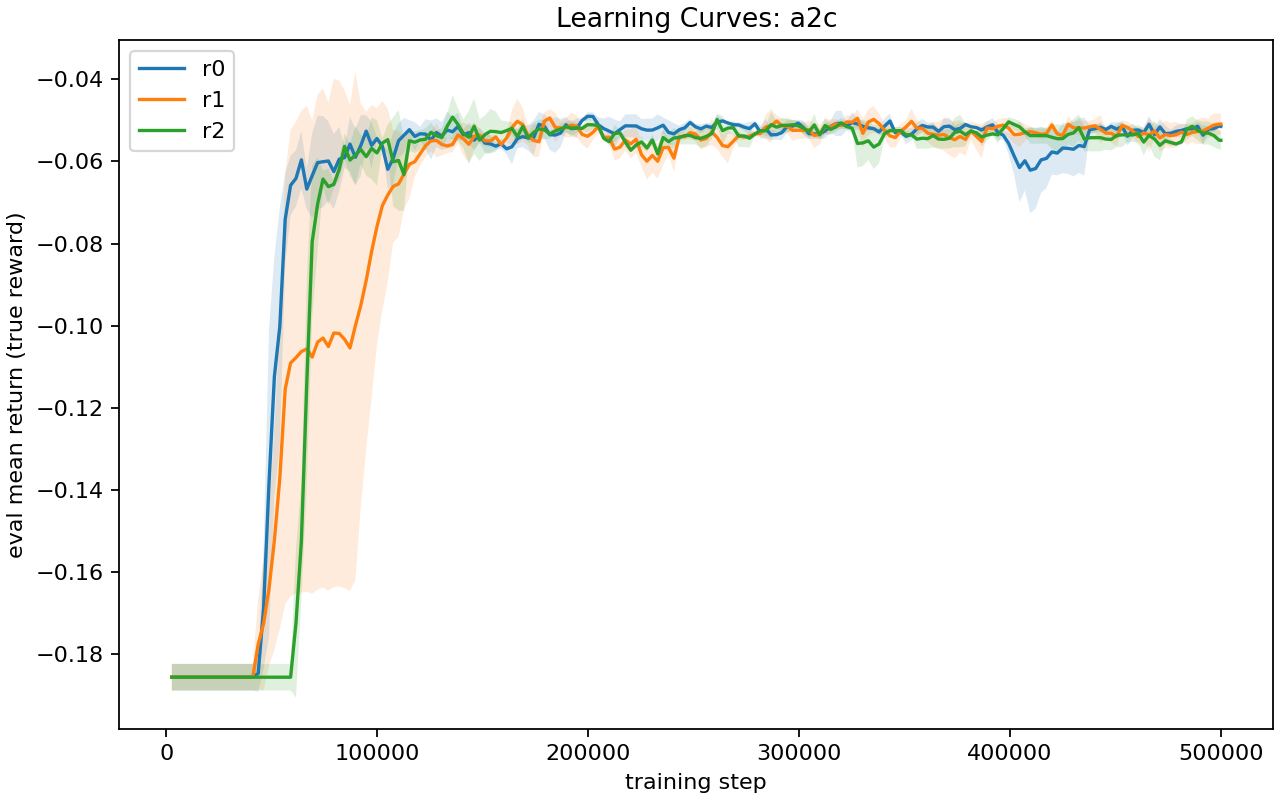 Learning Curves: a2c
r0
r1
r2
−0.04
−0.06
−0.08
−0.10
−0.12
−0.14
−0.16
−0.18
eval mean return (true reward)
0
100000
200000
300000
400000
500000
training step